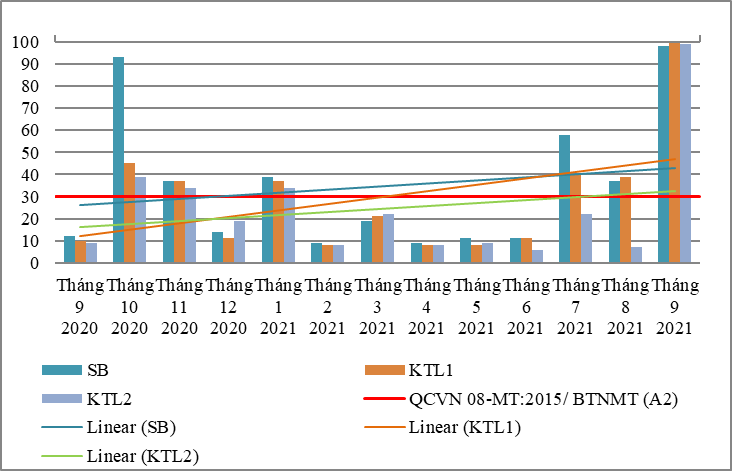 100
90
80
70
60
50
40
30
20
10
0
Tháng Tháng Tháng Tháng Tháng Tháng Tháng Tháng Tháng Tháng Tháng Tháng Tháng
9 10 11 12 1 2 3 4 5 6 7 8 9
2020 2020 2020 2020 2021 2021 2021 2021 2021 2021 2021 2021 2021
SB KTL1
KTL2 QCVN 08-MT:2015/ BTNMT (A2)
Linear (SB) Linear (KTL1)
Linear (KTL2)